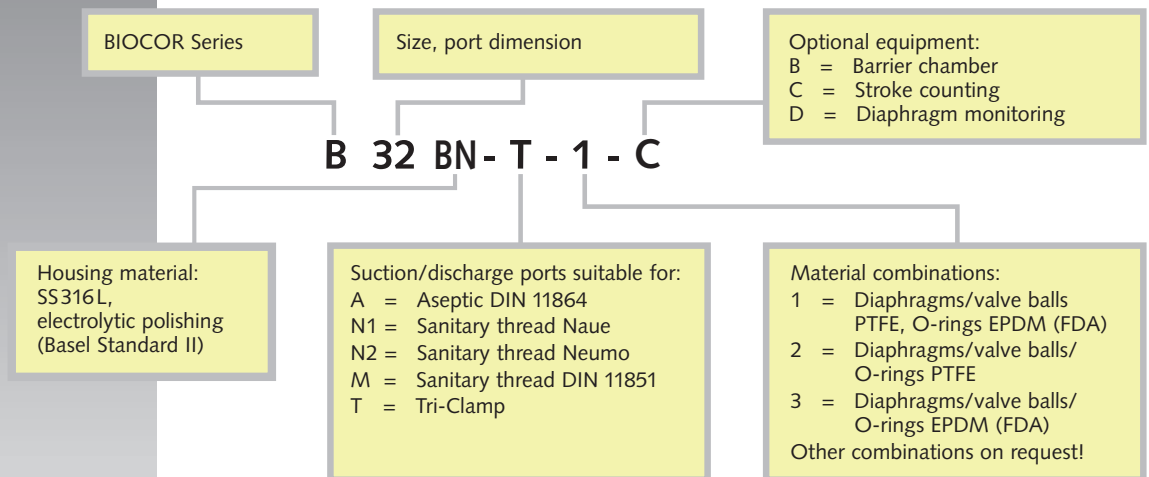 BIOCOR Series
Size, port dimension
Optional equipment:
B = Barrier chamber
C = Stroke counting
D = Diaphragm monitoring
B 32 BN - T - 1 - C
Housing material:
SS316L,
electrolytic polishing
(Basel Standard II)
Suction/discharge ports suitable for:
A = Aseptic DIN 11864
N1 = Sanitary thread Naue
N2 = Sanitary thread Neumo
M = Sanitary thread DIN 11851
T = Tri-Clamp
Material combinations:
1 = Diaphragms/valve balls
PTFE, O-rings EPDM (FDA)
2 = Diaphragms/valve balls/
O-rings PTFE
3 = Diaphragms/valve balls/
O-rings EPDM (FDA)
Other combinations on request!